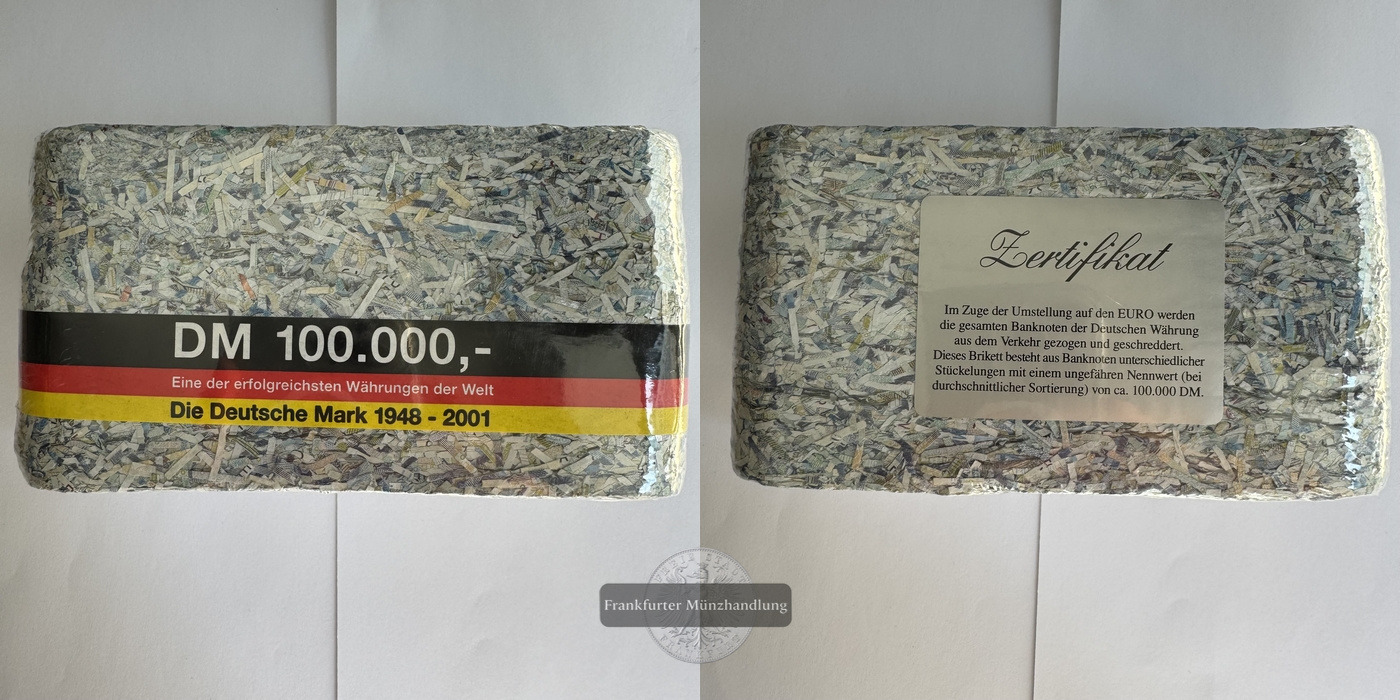 DM 100.000,-
Eine der erfolgreichsten Währungen der Welt
Die Deutsche Mark 1948 - 2001
Zertifikat
Im Zuge der Umstellung auf den EURO werden
die gesamten Banknoten der Deutschen Währung
aus dem Verkehr gezogen und geschreddert.
Dieses Brikett besteht aus Banknoten unterschiedlicher
Stückelungen mit einem ungefähren Nennwert (bei
durchschnittlicher Sortierung) von ca. 100.000 DM.
Frankfurter Münzhandlung